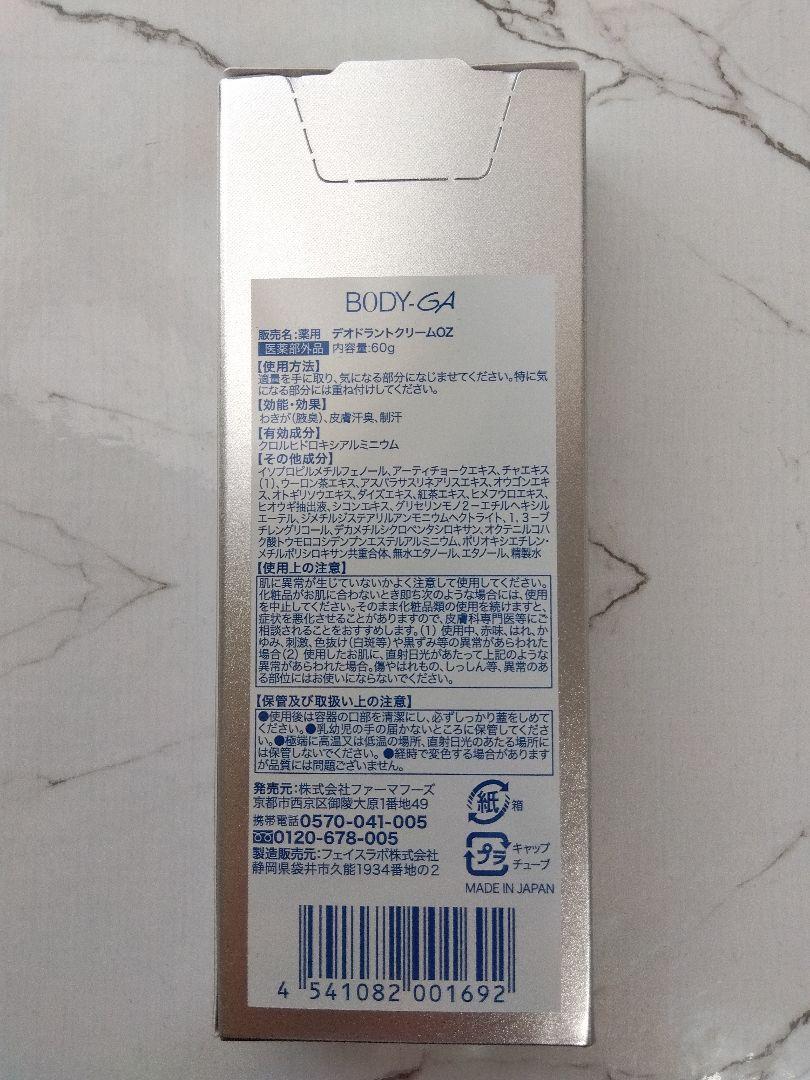 BODY-GA
販売名:薬用 デオドラントクリームOZ
医薬部外品 内容量:60g
【使用方法】
適量を手に取り、気になる部分になじませてください。特に気
になる部分には重ね付けしてください。
【効能・効果】
わきが(腋臭)、皮膚汗臭、制汗
【有効成分】
クロルヒドロキシアルミニウム
【その他成分】
イソプロピルメチルフェノール、アーティチョークエキス、チャエキス
(1)、ウーロン茶エキス、アスパラサスリネアリスエキス、オウゴンエキ
ス、オトギリソウエキス、ダイズエキス、紅茶エキス、ヒメフウロエキス、
ヒオウギ抽出液、シコンエキス、グリセリンモノ2-エチルヘキシル
エーテル、ジメチルジステアリルアンモニウムヘクトライト、1,3-ブ
チレングリコール、デカメチルシクロペンタシロキサン、オクテニルコハ
ク酸トウモロコシデンプンエステルアルミニウム、ポリオキシエチレン・
メチルポリシロキサン共重合体、無水エタノール、エタノール、精製水
【使用上の注意】
肌に異常が生じていないかよく注意して使用してください。
化粧品がお肌に合わないとき即ち次のような場合には、使用
を中止してください。そのまま化粧品類の使用を続けますと、
症状を悪化させることがありますので、皮膚科専門医等にご
相談されることをおすすめします。(1) 使用中、赤味、はれ、か
ゆみ、刺激、色抜け(白斑等)や黒ずみ等の異常があらわれた
場合(2) 使用したお肌に、直射日光があたって上記のような
異常があらわれた場合。傷やはれもの、しっしん等、異常のあ
る部位にはお使いにならないでください。
【保管及び取扱い上の注意】
●使用後は容器の口部を清潔にし、必ずしっかり蓋をしめて
ください。●乳幼児の手の届かないところに保管してくださ
い。●極端に高温又は低温の場所、直射日光のあたる場所に
は保管しないでください。●経時で変色する場合があります
が品質には問題ございません。
発売元:株式会社ファーマフーズ
京都市西京区御陵大原1番地49
携帯電話0570-041-005
0120-678-005
製造販売元:フェイスラボ株式会社
静岡県袋井市久能1934番地の2
紙 箱
プラ キャップ
チューブ
MADE IN JAPAN
4 541082 001692